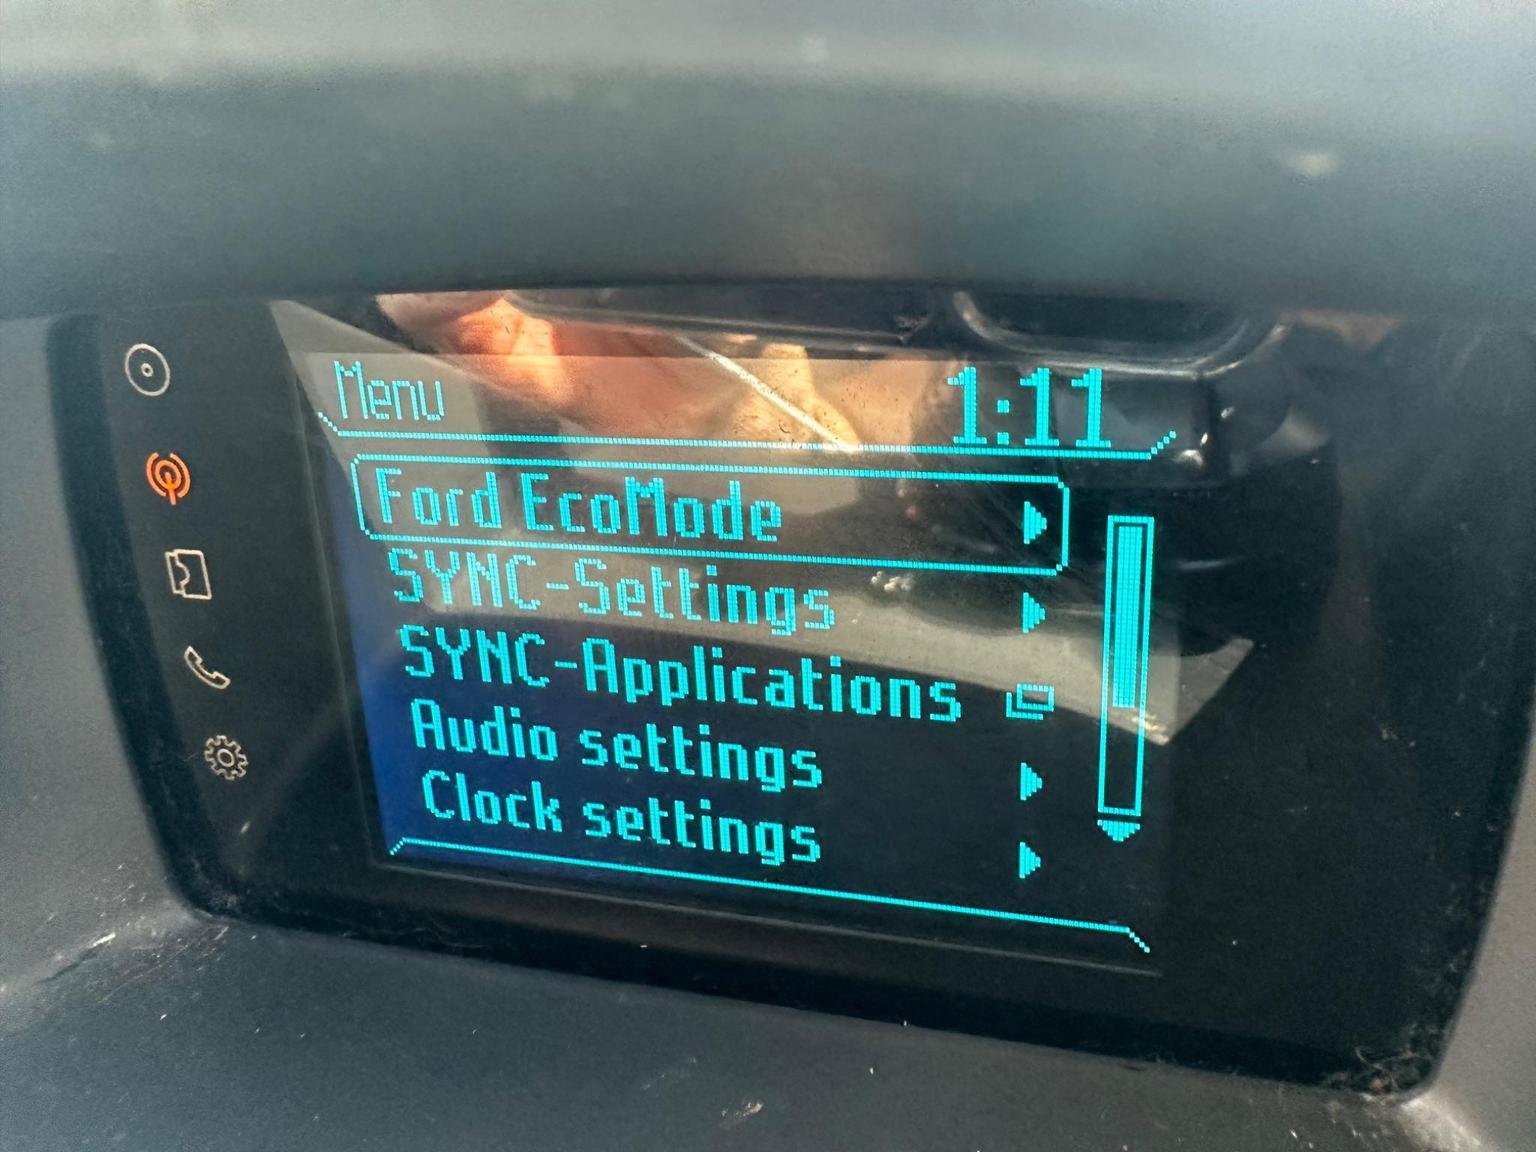 Menu
1:11
Ford EcoMode
SYNC-Settings
SYNC-Applications
Audio settings
Clock settings